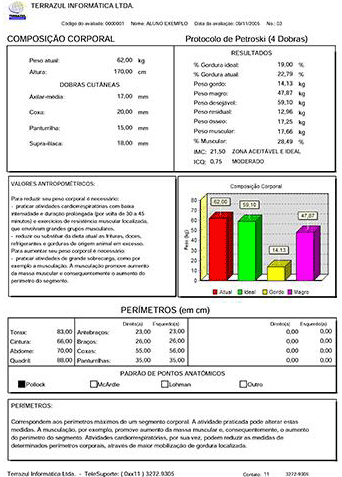 TERRAZUL INFORMÁTICA LTDA.
Código do avaliado: 0000001 Nome: ALUNO EXEMPLO Data da avaliação: 09/11/2005 No.: 03
COMPOSIÇÃO CORPORAL
Protocolo de Petroski (4 Dobras)
Peso atual: 62,00 kg
Altura: 170,00 cm
DOBRAS CUTÂNEAS
Axilar-média: 17,00 mm
Coxa: 20,00 mm
Panturrilha: 15,00 mm
Supra-ilíaca: 18,00 mm
RESULTADOS
% Gordura ideal: 19,00 %
% Gordura atual: 22,79 %
Peso gordo: 14,13 kg
Peso magro: 47,87 kg
Peso desejável: 59,10 kg
Peso residual: 12,96 kg
Peso ósseo: 17,25 kg
Peso muscular: 17,66 kg
% Muscular: 28,49 %
IMC: 21,50 ZONA ACEITÁVEL E IDEAL
ICQ: 0,75 MODERADO
VALORES ANTROPOMÉTRICOS:
Para reduzir seu peso corporal é necessário:
- praticar atividades cardiorrespiratórias com baixa
intensidade e duração prolongada (por volta de 30 a 45
minutos) e exercícios de resistência muscular localizada,
que envolvam grandes grupos musculares.
- reduzir ou substituir da dieta atual as frituras, doces,
refrigerantes e gorduras de origem animal em excesso.
Para aumentar seu peso corporal é necessário:
- praticar atividades de grande sobrecarga, como por
exemplo a musculação. A musculação promove aumento
da massa muscular e consequentemente o aumento do
perímetro do segmento.
Composição Corporal
Peso (kg)
80
70
60
50
40
30
20
10
0
62,00
59,10
14,13
47,87
Atual Ideal Gordo Magro
PERÍMETROS (em cm)
Direito(a) Esquerdo(a) Direito(a) Esquerdo(a)
Tórax: 83,00 Antebraços: 23,00 23,00 0,00 0,00
Cintura: 66,00 Braços: 26,00 26,00 0,00 0,00
Abdome: 70,00 Coxas: 55,00 56,00 0,00 0,00
Quadril: 88,00 Panturrilhas: 35,00 35,00 0,00 0,00
PADRÃO DE PONTOS ANATÔMICOS
Pollock McArdle Lohman Outro
PERÍMETROS:
Correspondem aos perímetros máximos de um segmento corporal. A atividade praticada pode alterar estas
medidas. A musculação, por exemplo, promove aumento da massa muscular e, consequentemente, o aumento
do perímetro do segmento. Atividades cardiorrespiratórias, por sua vez, podem reduzir as medidas de
determinados perímetros corporais, através de maior mobilização de gordura localizada.
Terrazul Informática Ltda. - TeleSuporte: (0xx11) 3272.9305
Contato: 11 3272-9305